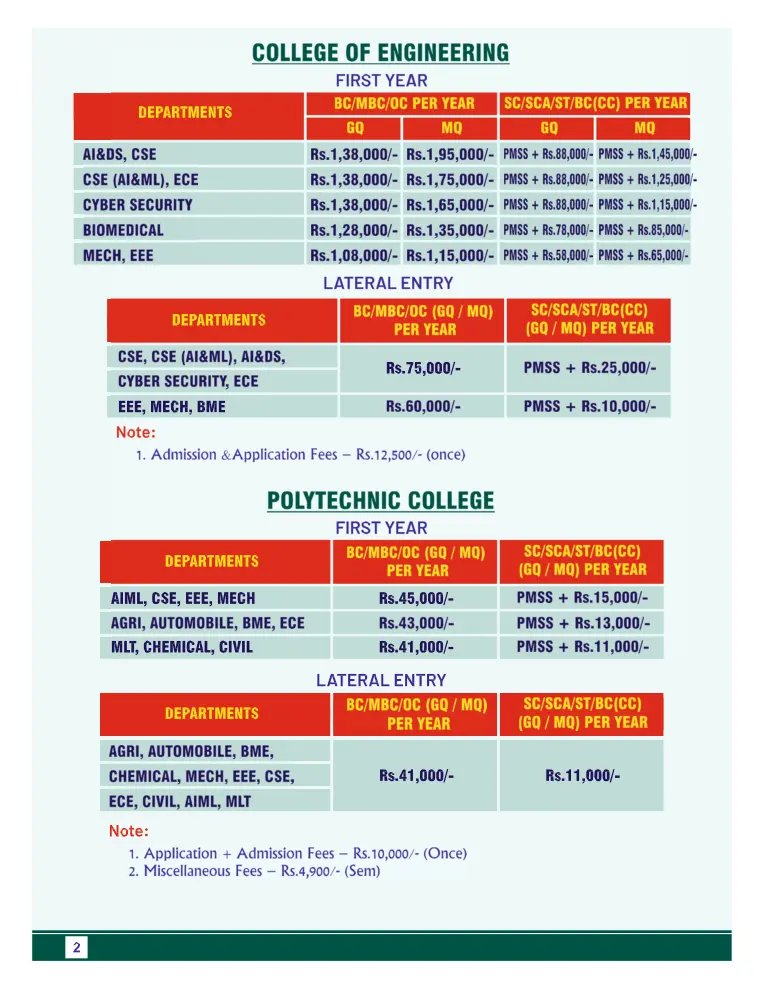 COLLEGE OF ENGINEERING
FIRST YEAR
DEPARTMENTS BC/MBC/OC PER YEAR SC/SCA/ST/BC(CC) PER YEAR
GQ MQ GQ MQ
AI&DS, CSE Rs.1,38,000/- Rs.1,95,000/- PMSS + Rs.88,000/- PMSS + Rs.1,45,000/-
CSE (AI&ML), ECE Rs.1,38,000/- Rs.1,75,000/- PMSS + Rs.88,000/- PMSS + Rs.1,25,000/-
CYBER SECURITY Rs.1,38,000/- Rs.1,65,000/- PMSS + Rs.88,000/- PMSS + Rs.1,15,000/-
BIOMEDICAL Rs.1,28,000/- Rs.1,35,000/- PMSS + Rs.78,000/- PMSS + Rs.85,000/-
MECH, EEE Rs.1,08,000/- Rs.1,15,000/- PMSS + Rs.58,000/- PMSS + Rs.65,000/-
LATERAL ENTRY
DEPARTMENTS BC/MBC/OC (GQ / MQ) SC/SCA/ST/BC(CC)
PER YEAR (GQ / MQ) PER YEAR
CSE, CSE (AI&ML), AI&DS,
Rs.75,000/- PMSS + Rs.25,000/-
CYBER SECURITY, ECE
EEE, MECH, BME Rs.60,000/- PMSS + Rs.10,000/-
Note:
1. Admission &Application Fees – Rs.12,500/- (once)
POLYTECHNIC COLLEGE
FIRST YEAR
DEPARTMENTS BC/MBC/OC (GQ / MQ) SC/SCA/ST/BC(CC)
PER YEAR (GQ / MQ) PER YEAR
AIML, CSE, EEE, MECH Rs.45,000/- PMSS + Rs.15,000/-
AGRI, AUTOMOBILE, BME, ECE Rs.43,000/- PMSS + Rs.13,000/-
MLT, CHEMICAL, CIVIL Rs.41,000/- PMSS + Rs.11,000/-
LATERAL ENTRY
DEPARTMENTS BC/MBC/OC (GQ / MQ) SC/SCA/ST/BC(CC)
PER YEAR (GQ / MQ) PER YEAR
AGRI, AUTOMOBILE, BME,
CHEMICAL, MECH, EEE, CSE, Rs.41,000/- Rs.11,000/-
ECE, CIVIL, AIML, MLT
Note:
1. Application + Admission Fees – Rs.10,000/- (Once)
2. Miscellaneous Fees – Rs.4,900/- (Sem)
2